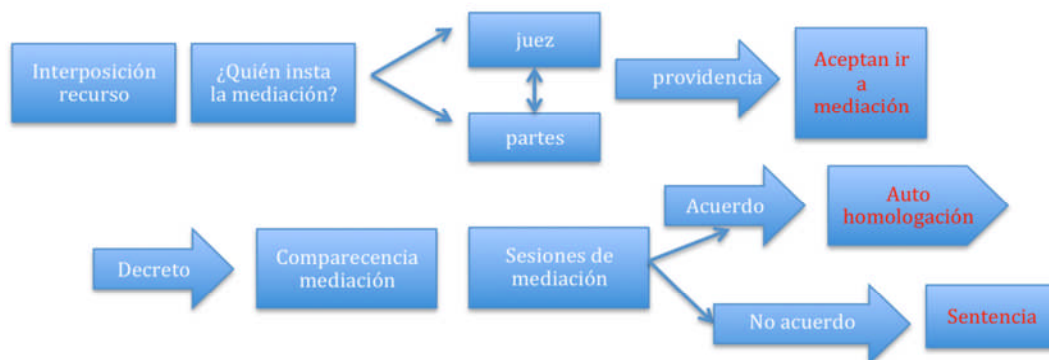 Interposición
recurso
¿Quién insta
la mediación?
juez
partes
providencia
Aceptan ir
a
mediación
Decreto
Comparecencia
mediación
Sesiones de
mediación
Acuerdo
Auto
homologación
No acuerdo
Sentencia